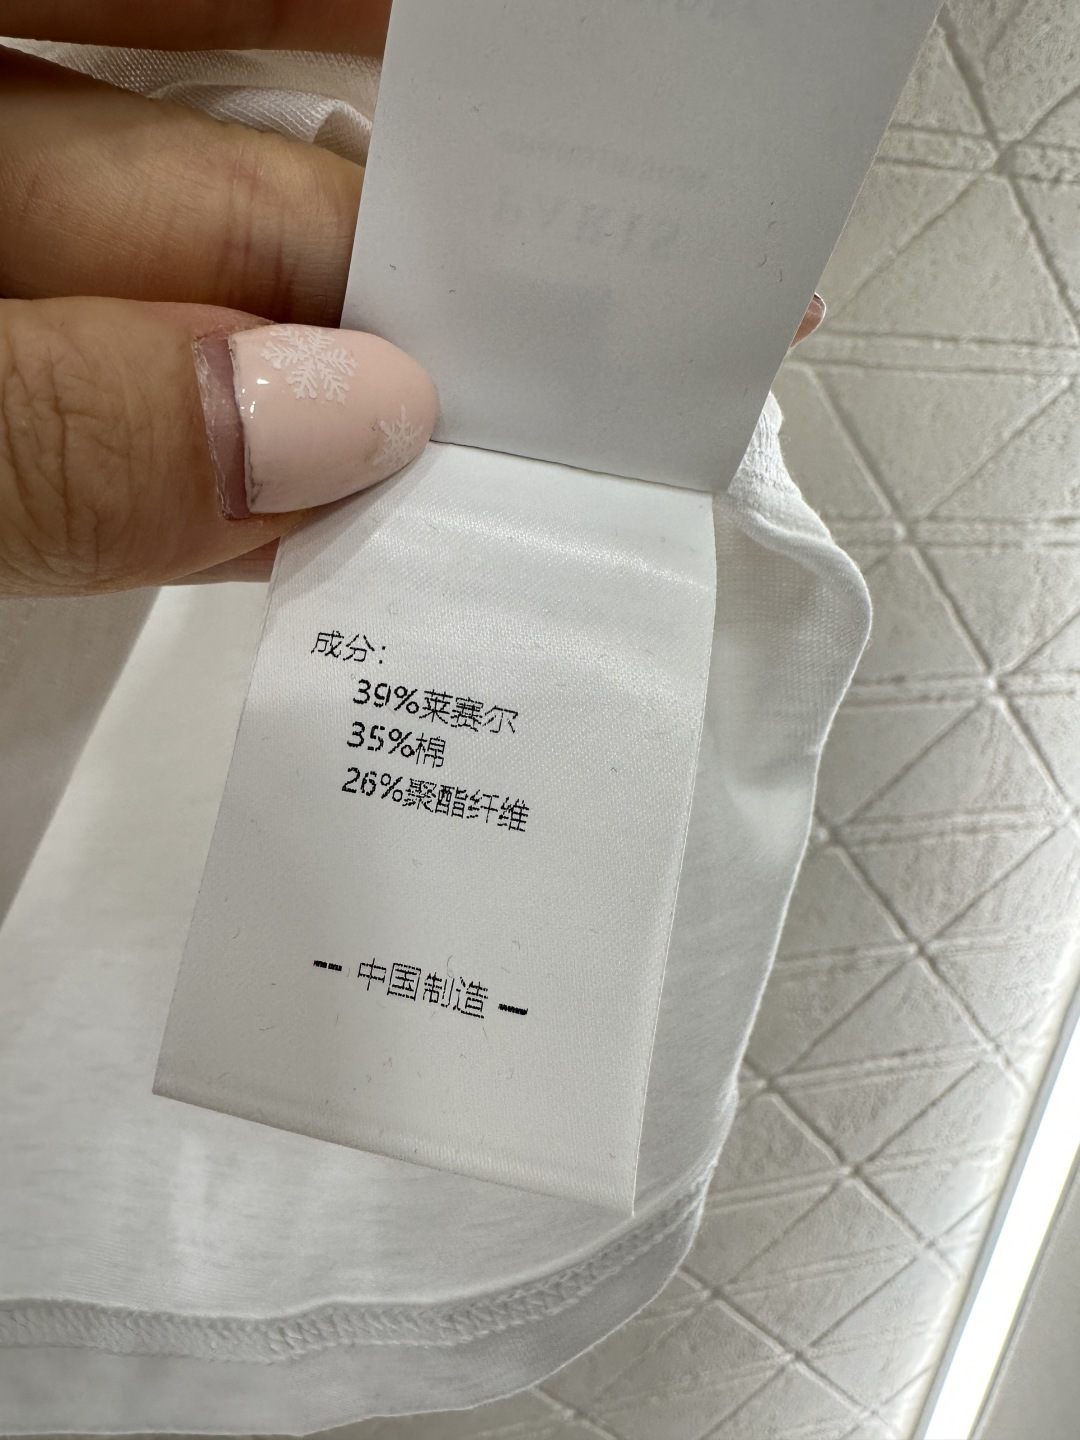 成分：
39%莱赛尔
35%棉
26%聚酯纤维
— 中国制造 —